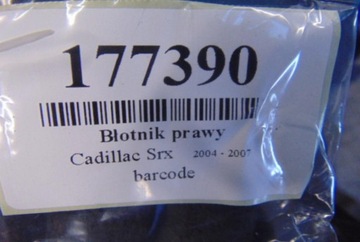 177390
Błotnik prawy
Cadillac Srx 2004 - 2007
barcode